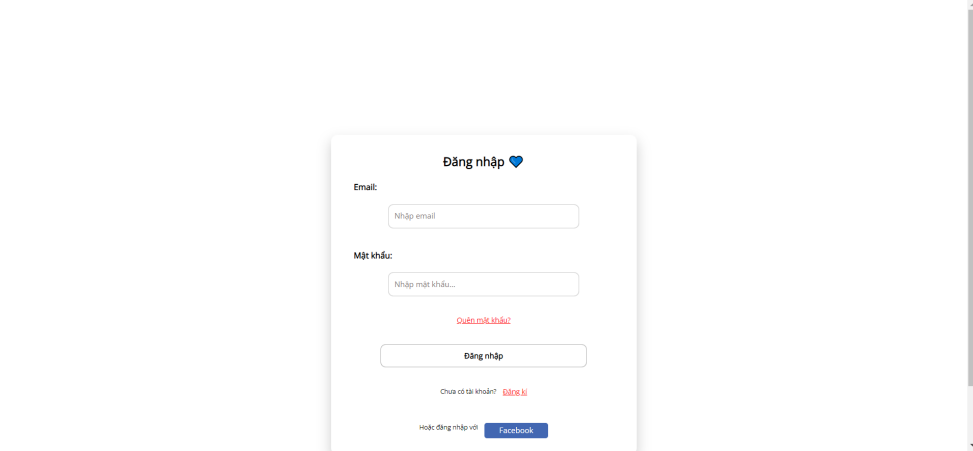 Đăng nhập 💙
Email:
Nhập email
Mật khẩu:
Nhập mật khẩu...
Quên mật khẩu?
Đăng nhập
Chưa có tài khoản? Đăng kí
Hoặc đăng nhập với Facebook